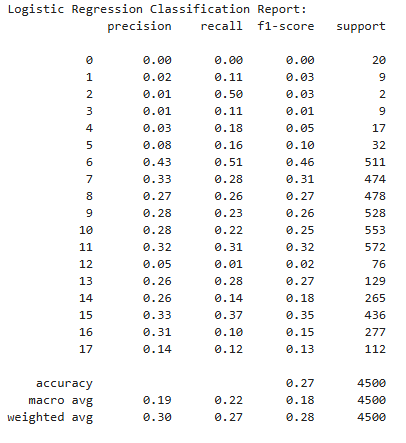 Logistic Regression Classification Report:
precision recall f1-score support
0 0.00 0.00 0.00 20
1 0.02 0.11 0.03 9
2 0.01 0.50 0.03 2
3 0.01 0.11 0.01 9
4 0.03 0.18 0.05 17
5 0.08 0.16 0.10 32
6 0.43 0.51 0.46 511
7 0.33 0.28 0.31 474
8 0.27 0.26 0.27 478
9 0.28 0.23 0.26 528
10 0.28 0.22 0.25 553
11 0.32 0.31 0.32 572
12 0.05 0.01 0.02 76
13 0.26 0.28 0.27 129
14 0.26 0.14 0.18 265
15 0.33 0.37 0.35 436
16 0.31 0.10 0.15 277
17 0.14 0.12 0.13 112
accuracy 0.27 4500
macro avg 0.19 0.22 0.18 4500
weighted avg 0.30 0.27 0.28 4500